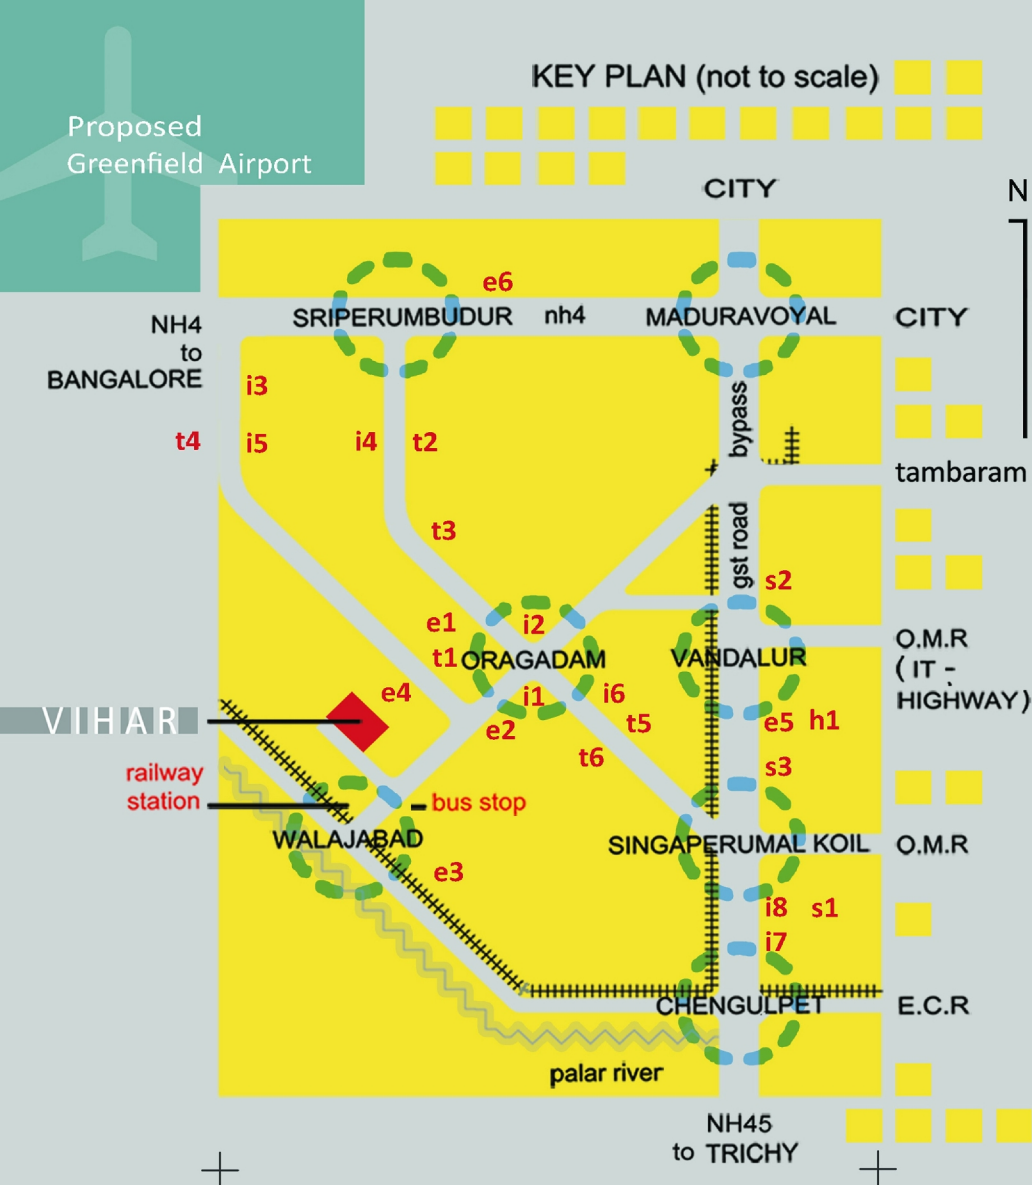 KEY PLAN (not to scale)
Proposed
Greenfield Airport
CITY
N
e6
NH4
to
BANGALORE
SRIPERUMBUDUR
nh4
MADURAVOYAL
CITY
i3
bypass
t4
i5
i4
t2
tambaram
t3
gst road
s2
e1
i2
t1
ORAGADAM
VANDALUR
O.M.R
( IT -
HIGHWAY)
e4
i1
i6
VIHAR
e2
t5
e5
h1
t6
s3
railway
station
bus stop
WALAJABAD
SINGAPERUMAL KOIL
O.M.R
e3
i8
s1
i7
CHENGULPET
E.C.R
palar river
NH45
to TRICHY